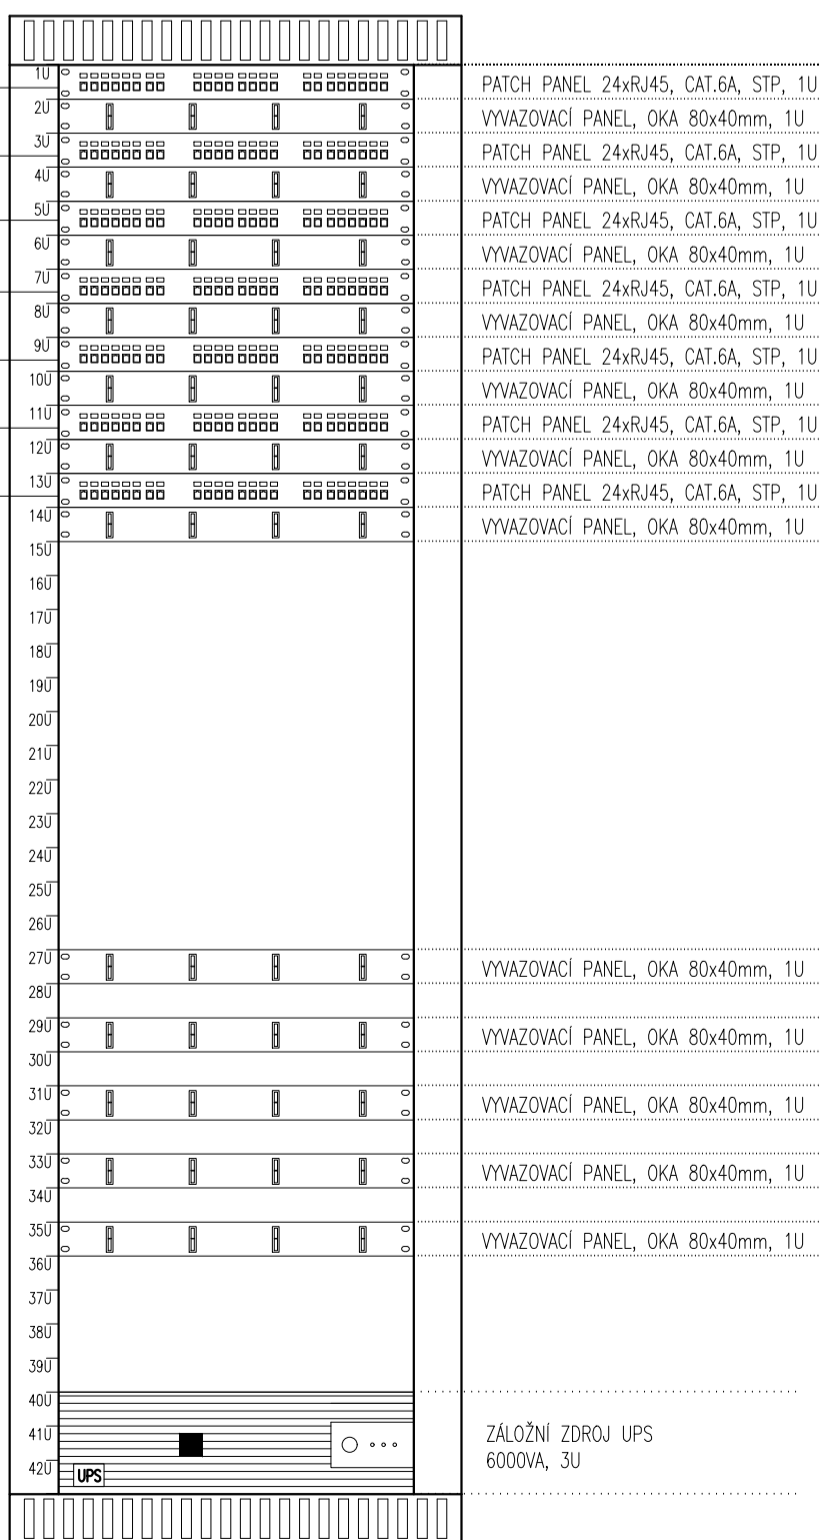 1U
PATCH PANEL 24xRJ45, CAT.6A, STP, 1U
2U
VYVAZOVACÍ PANEL, OKA 80x40mm, 1U
3U
PATCH PANEL 24xRJ45, CAT.6A, STP, 1U
4U
VYVAZOVACÍ PANEL, OKA 80x40mm, 1U
5U
PATCH PANEL 24xRJ45, CAT.6A, STP, 1U
6U
VYVAZOVACÍ PANEL, OKA 80x40mm, 1U
7U
PATCH PANEL 24xRJ45, CAT.6A, STP, 1U
8U
VYVAZOVACÍ PANEL, OKA 80x40mm, 1U
9U
PATCH PANEL 24xRJ45, CAT.6A, STP, 1U
10U
VYVAZOVACÍ PANEL, OKA 80x40mm, 1U
11U
PATCH PANEL 24xRJ45, CAT.6A, STP, 1U
12U
VYVAZOVACÍ PANEL, OKA 80x40mm, 1U
13U
PATCH PANEL 24xRJ45, CAT.6A, STP, 1U
14U
VYVAZOVACÍ PANEL, OKA 80x40mm, 1U
15U
16U
17U
18U
19U
20U
21U
22U
23U
24U
25U
26U
27U
VYVAZOVACÍ PANEL, OKA 80x40mm, 1U
28U
29U
VYVAZOVACÍ PANEL, OKA 80x40mm, 1U
30U
31U
VYVAZOVACÍ PANEL, OKA 80x40mm, 1U
32U
33U
VYVAZOVACÍ PANEL, OKA 80x40mm, 1U
34U
35U
VYVAZOVACÍ PANEL, OKA 80x40mm, 1U
36U
37U
38U
39U
40U
41U
ZÁLOŽNÍ ZDROJ UPS
6000VA, 3U
42U
UPS